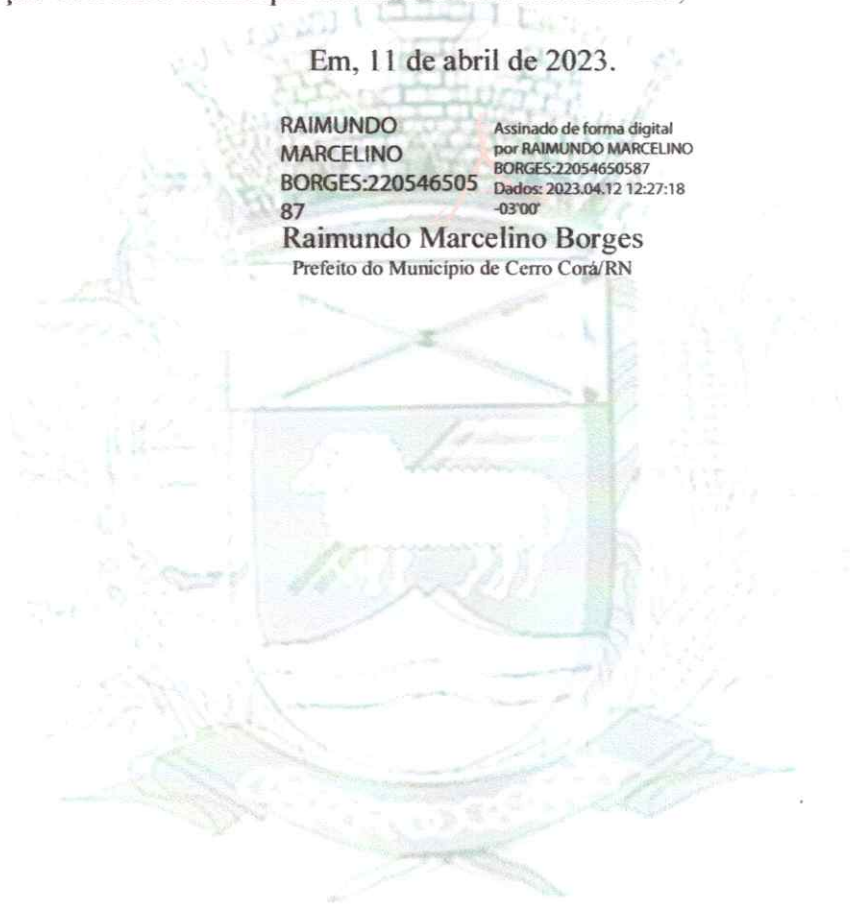 Em, 11 de abril de 2023.
RAIMUNDO
MARCELINO
BORGES:220546505
87
Assinado de forma digital
por RAIMUNDO MARCELINO
BORGES:22054650587
Dados: 2023.04.12 12:27:18
-03'00'
Raimundo Marcelino Borges
Prefeito do Município de Cerro Corá/RN